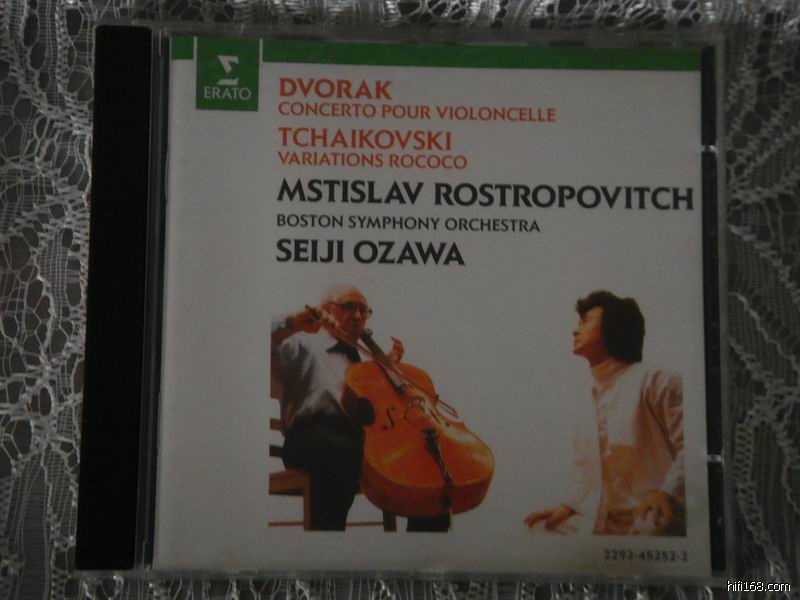 ERATO
DVORAK
CONCERTO POUR VIOLONCELLE
TCHAIKOVSKI
VARIATIONS ROCOCO
MSTISLAV ROSTROPOVITCH
BOSTON SYMPHONY ORCHESTRA
SEIJI OZAWA
2292-45252-2
hifi168.com